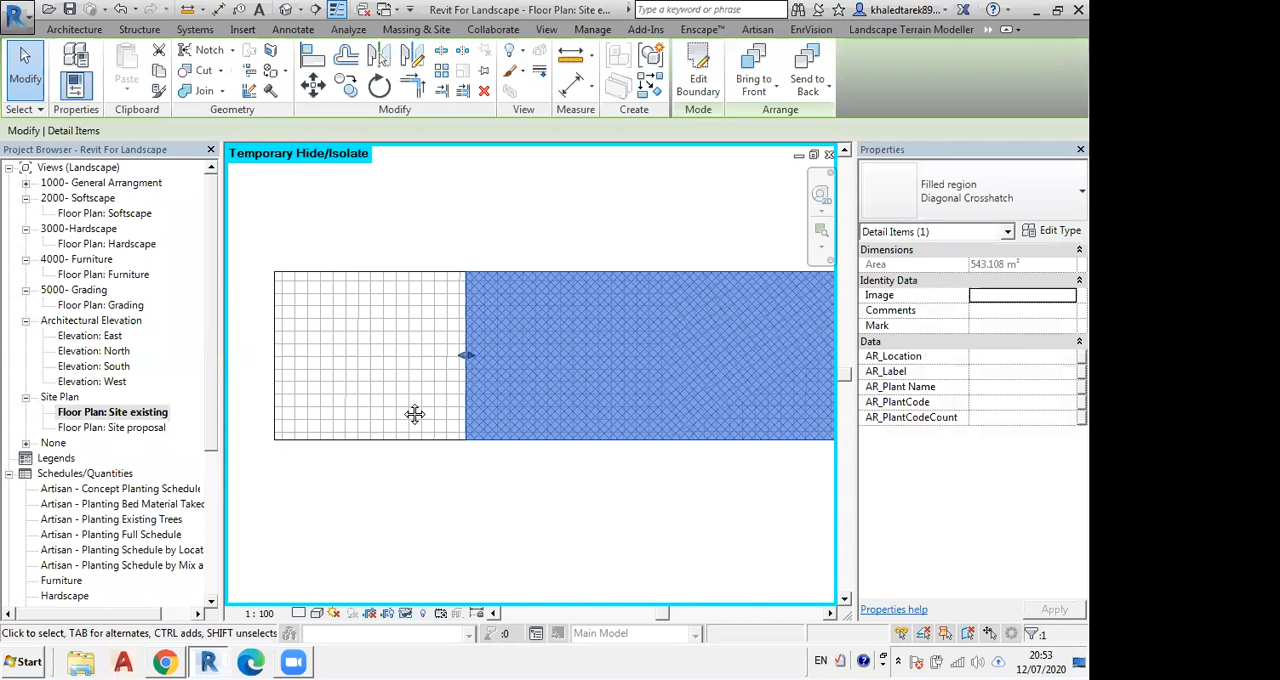 Revit For Landscape - Floor Plan: Site e...
Type a keyword or phrase
khaledtarek89...
Architecture Structure Systems Insert Annotate Analyze Massing & Site Collaborate View Manage Add-Ins Enscape™ Artisan EnrVision Landscape Terrain Modeller
Modify
Paste
Notch
Cut
Join
Edit
Boundary
Bring to
Front
Send to
Back
Select Properties Clipboard Geometry Modify View Measure Create Mode Arrange
Modify | Detail Items
Project Browser - Revit For Landscape
Views (Landscape)
1000- General Arrangment
2000- Softscape
Floor Plan: Softscape
3000-Hardscape
Floor Plan: Hardscape
4000- Furniture
Floor Plan: Furniture
5000- Grading
Floor Plan: Grading
Architectural Elevation
Elevation: East
Elevation: North
Elevation: South
Elevation: West
Site Plan
Floor Plan: Site existing
Floor Plan: Site proposal
None
Legends
Schedules/Quantities
Artisan - Concept Planting Schedule
Artisan - Planting Bed Material Takeo
Artisan - Planting Existing Trees
Artisan - Planting Full Schedule
Artisan - Planting Schedule by Locat
Artisan - Planting Schedule by Mix a
Furniture
Hardscape
Temporary Hide/Isolate
2D
1 : 100
Properties
Filled region
Diagonal Crosshatch
Detail Items (1)
Edit Type
Dimensions
Area 543.108 m²
Identity Data
Image
Comments
Mark
Data
AR_Location
AR_Label
AR_Plant Name
AR_PlantCode
AR_PlantCodeCount
Properties help
Apply
Click to select, TAB for alternates, CTRL adds, SHIFT unselects
:0
Main Model
:1
Start
EN
20:53
12/07/2020